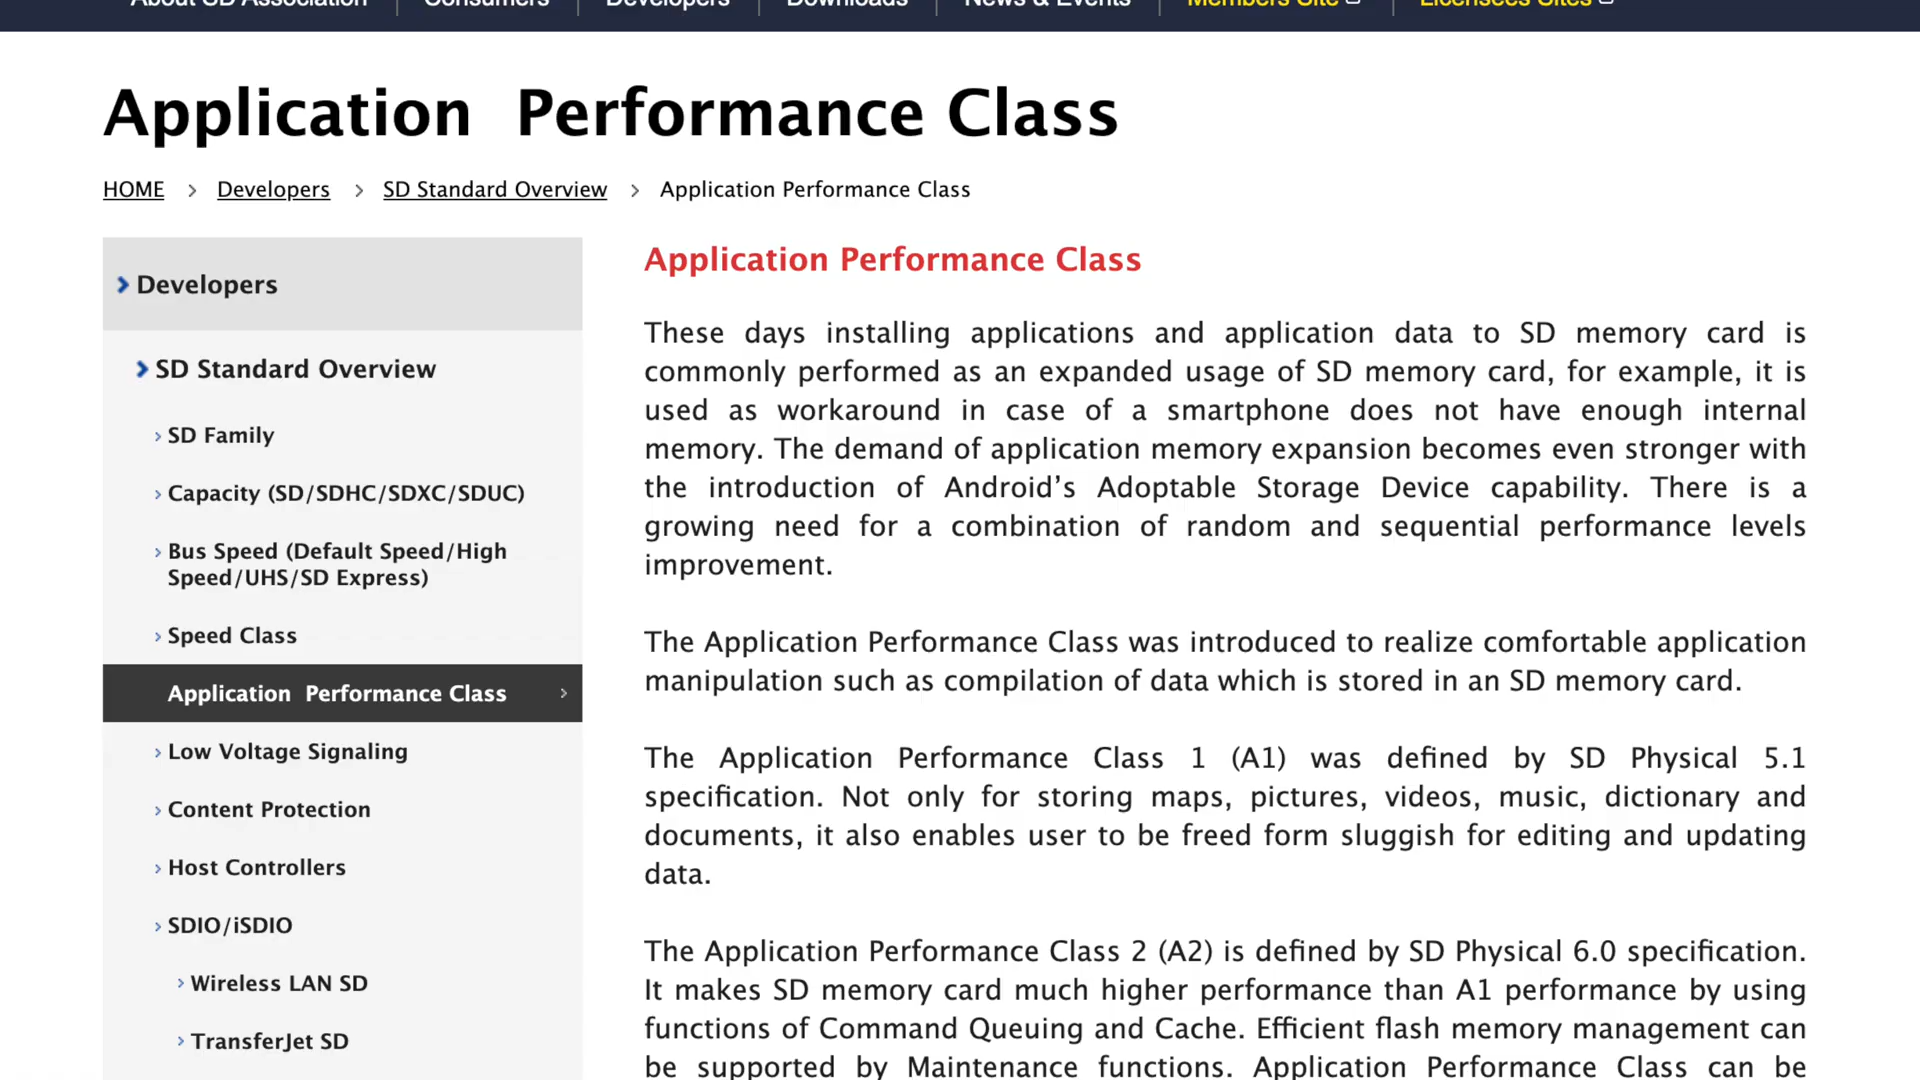 About SD Association Consumers Developers Downloads News & Events Members Site Licensees Sites
Application Performance Class
HOME > Developers > SD Standard Overview > Application Performance Class
Developers
SD Standard Overview
SD Family
Capacity (SD/SDHC/SDXC/SDUC)
Bus Speed (Default Speed/High
Speed/UHS/SD Express)
Speed Class
Application Performance Class
Low Voltage Signaling
Content Protection
Host Controllers
SDIO/iSDIO
Wireless LAN SD
TransferJet SD
Application Performance Class
These days installing applications and application data to SD memory card is
commonly performed as an expanded usage of SD memory card, for example, it is
used as workaround in case of a smartphone does not have enough internal
memory. The demand of application memory expansion becomes even stronger with
the introduction of Android’s Adoptable Storage Device capability. There is a
growing need for a combination of random and sequential performance levels
improvement.
The Application Performance Class was introduced to realize comfortable application
manipulation such as compilation of data which is stored in an SD memory card.
The Application Performance Class 1 (A1) was defined by SD Physical 5.1
specification. Not only for storing maps, pictures, videos, music, dictionary and
documents, it also enables user to be freed form sluggish for editing and updating
data.
The Application Performance Class 2 (A2) is defined by SD Physical 6.0 specification.
It makes SD memory card much higher performance than A1 performance by using
functions of Command Queuing and Cache. Efficient flash memory management can
be supported by Maintenance functions. Application Performance Class can be